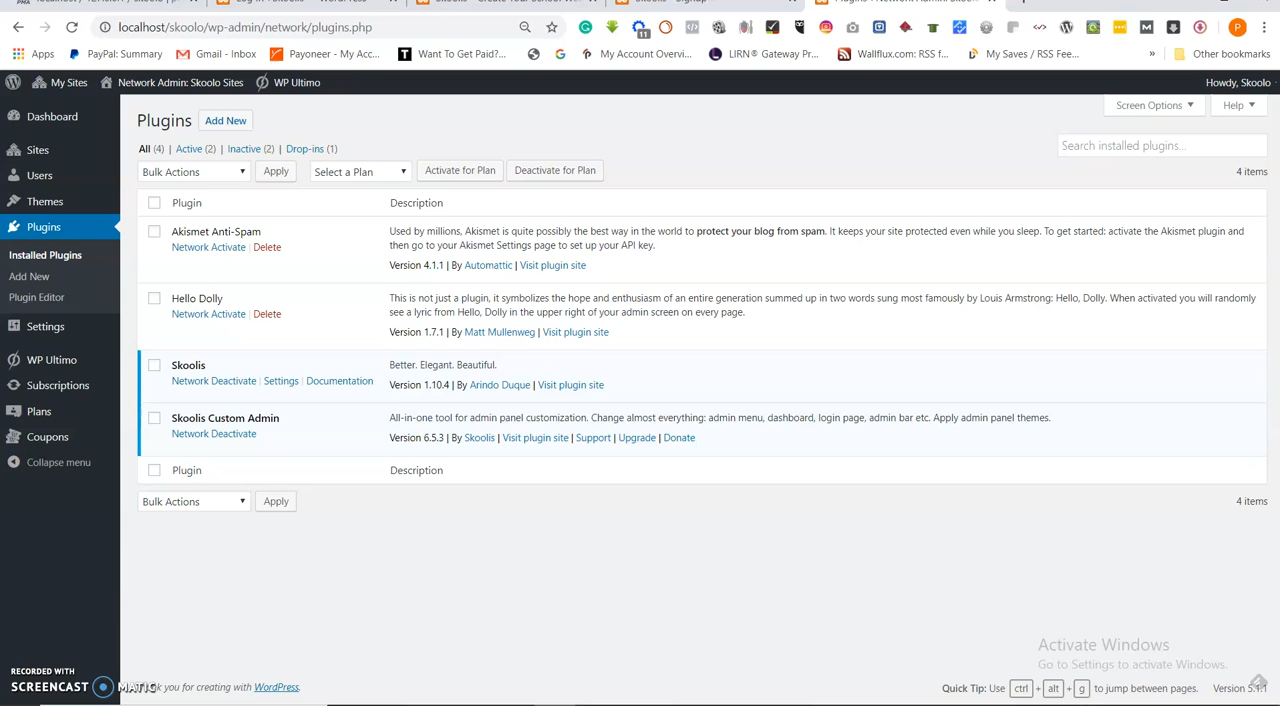 localhost/skoolo/wp-admin/network/plugins.php
11
P
Apps PayPal: Summary Gmail - Inbox Payoneer - My Acc... Want To Get Paid?... My Account Overvi... LIRN® Gateway Pr... Wallflux.com: RSS f... My Saves / RSS Fee... » Other bookmarks
My Sites Network Admin: Skoolo Sites WP Ultimo Howdy, Skoolo
Dashboard
Sites
Users
Themes
Plugins
Installed Plugins
Add New
Plugin Editor
Settings
WP Ultimo
Subscriptions
Plans
Coupons
Collapse menu
Screen Options ▼ Help ▼
Plugins Add New
All (4) | Active (2) | Inactive (2) | Drop-ins (1)
Search installed plugins...
Bulk Actions Apply Select a Plan Activate for Plan Deactivate for Plan 4 items
Plugin Description
Akismet Anti-Spam
Network Activate | Delete
Used by millions, Akismet is quite possibly the best way in the world to protect your blog from spam. It keeps your site protected even while you sleep. To get started: activate the Akismet plugin and
then go to your Akismet Settings page to set up your API key.
Version 4.1.1 | By Automattic | Visit plugin site
Hello Dolly
Network Activate | Delete
This is not just a plugin, it symbolizes the hope and enthusiasm of an entire generation summed up in two words sung most famously by Louis Armstrong: Hello, Dolly. When activated you will randomly
see a lyric from Hello, Dolly in the upper right of your admin screen on every page.
Version 1.7.1 | By Matt Mullenweg | Visit plugin site
Skoolis
Network Deactivate | Settings | Documentation
Better. Elegant. Beautiful.
Version 1.10.4 | By Arindo Duque | Visit plugin site
Skoolis Custom Admin
Network Deactivate
All-in-one tool for admin panel customization. Change almost everything: admin menu, dashboard, login page, admin bar etc. Apply admin panel themes.
Version 6.5.3 | By Skoolis | Visit plugin site | Support | Upgrade | Donate
Plugin Description
Bulk Actions Apply 4 items
Activate Windows
Go to Settings to activate Windows.
RECORDED WITH
SCREENCAST MATIC
you for creating with WordPress.
Quick Tip: Use ctrl + alt + g to jump between pages. Version 5.1.1